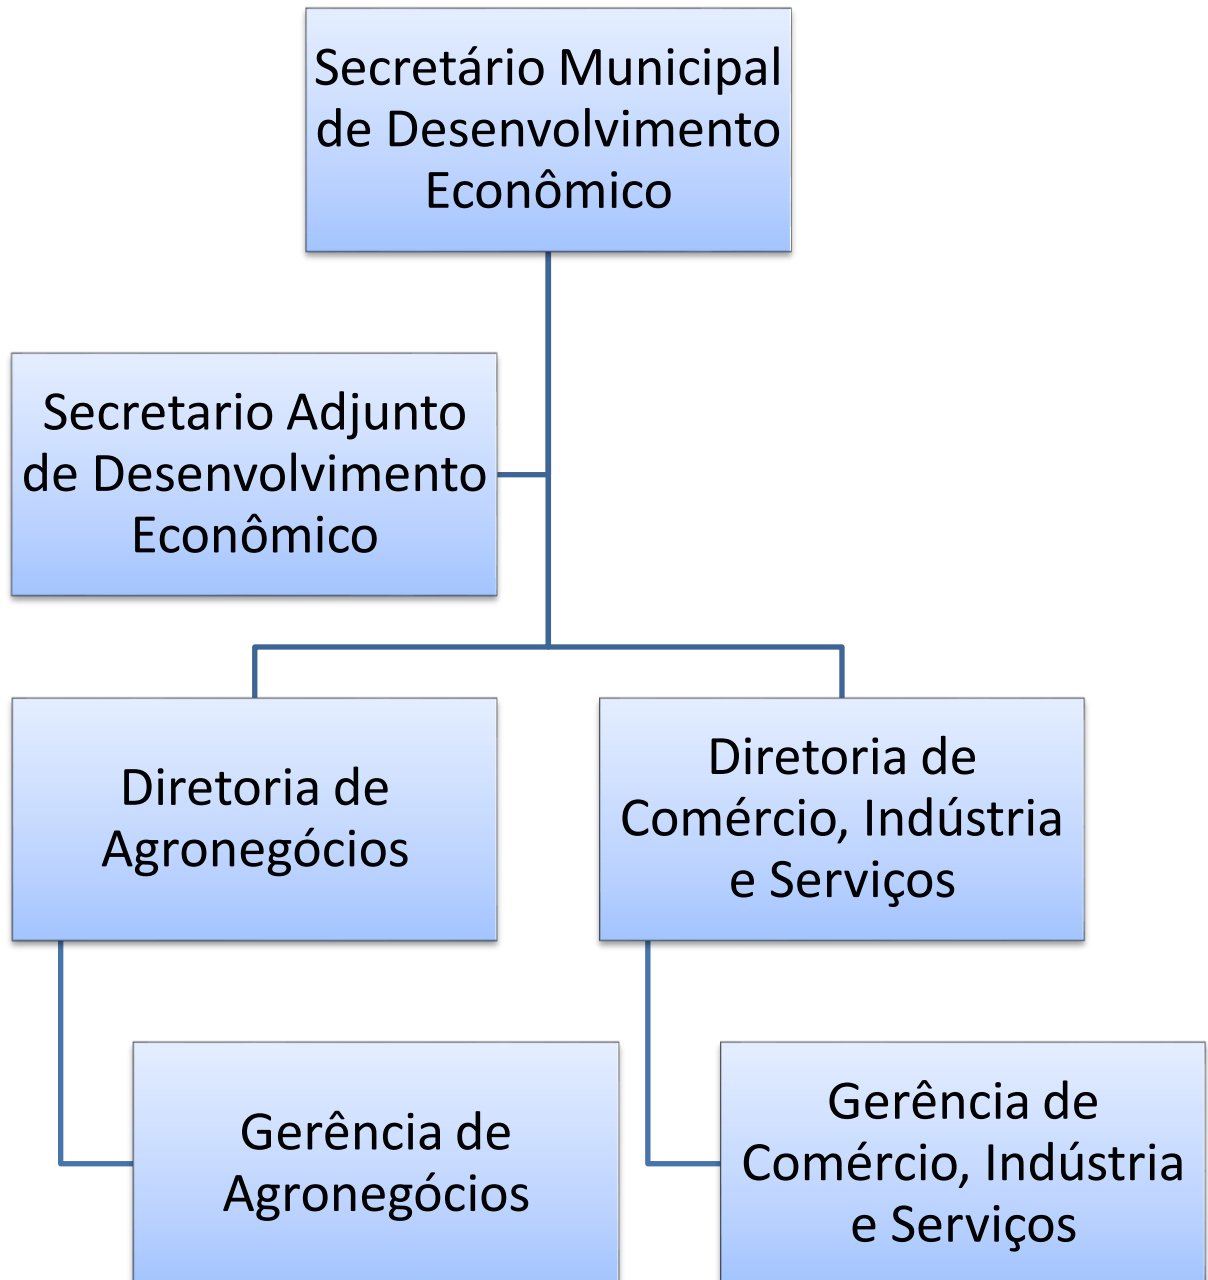 Secretário Municipal
de Desenvolvimento
Econômico
Secretario Adjunto
de Desenvolvimento
Econômico
Diretoria de
Agronegócios
Diretoria de
Comércio, Indústria
e Serviços
Gerência de
Agronegócios
Gerência de
Comércio, Indústria
e Serviços